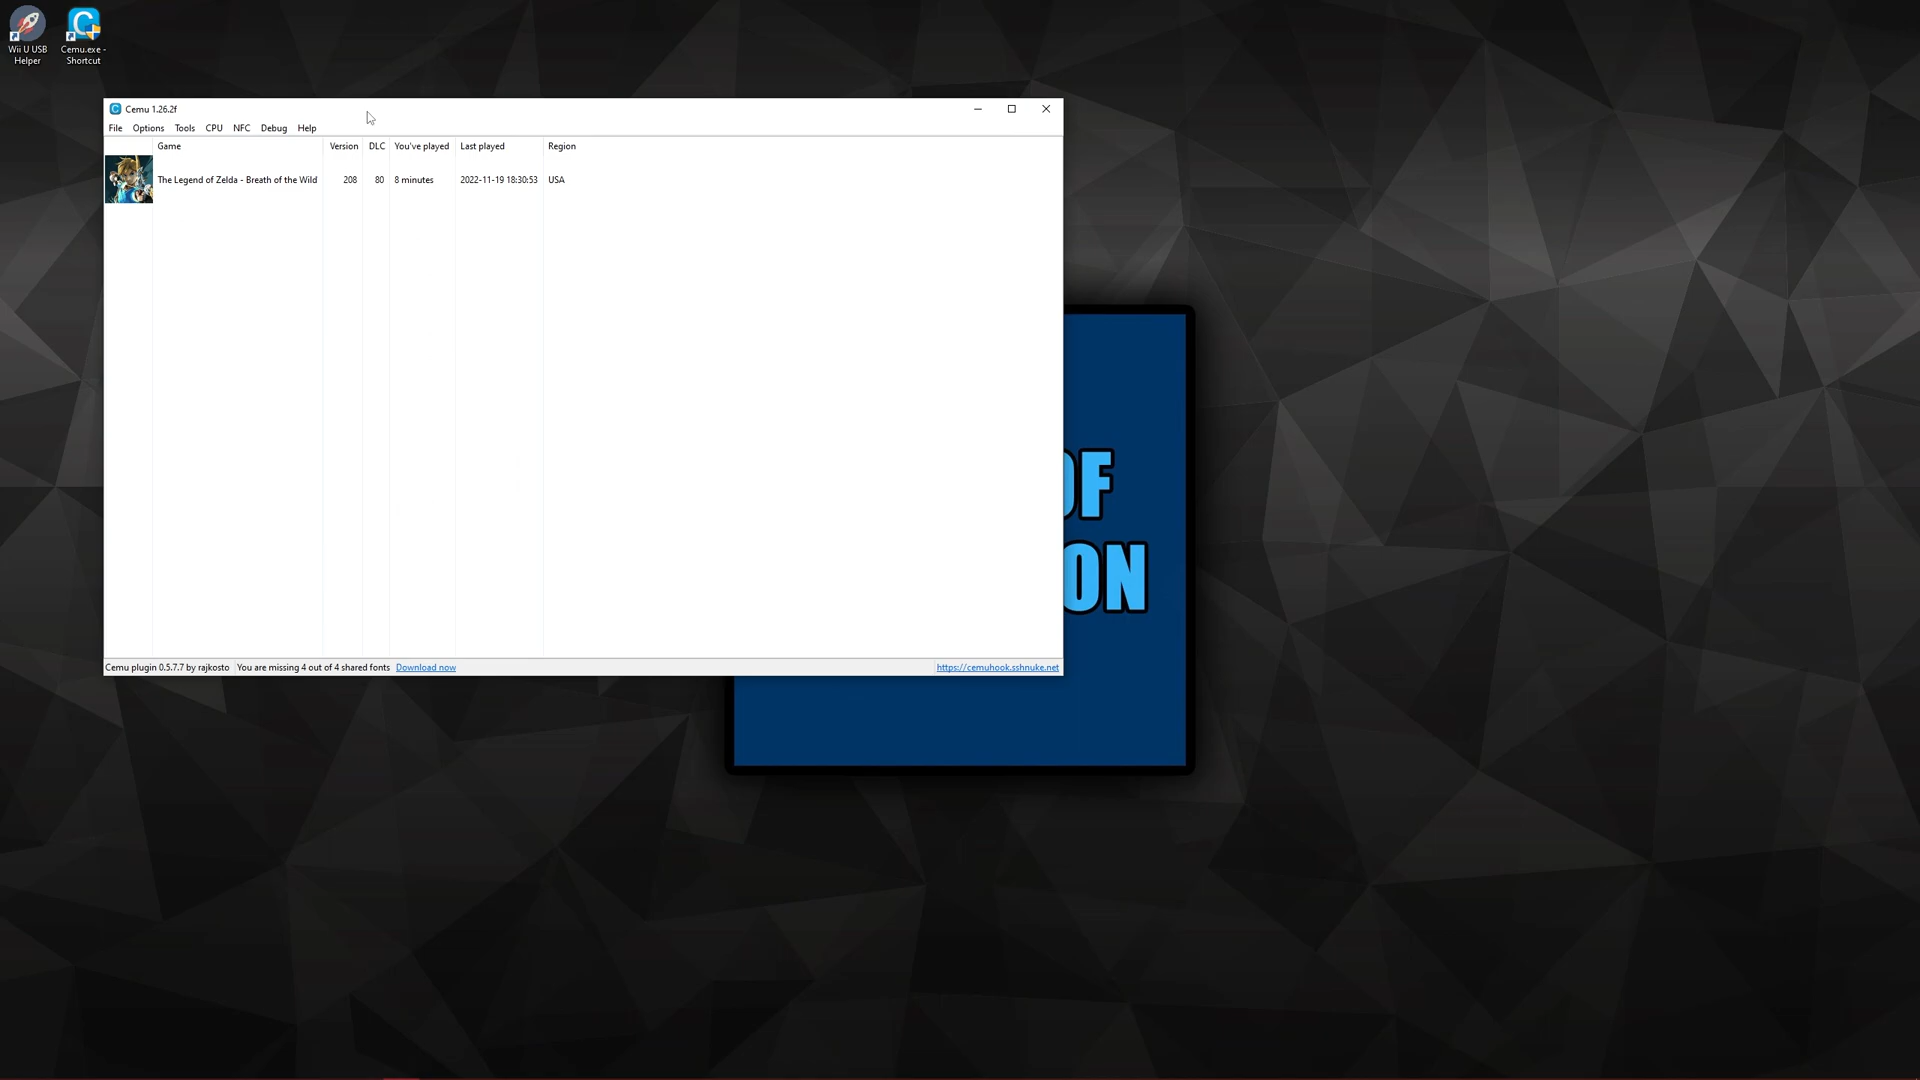 Wii U USB
Helper
Cemu.exe -
Shortcut
Cemu 1.26.2f
File Options Tools CPU NFC Debug Help
Game Version DLC You've played Last played Region
The Legend of Zelda - Breath of the Wild 208 80 8 minutes 2022-11-19 18:30:53 USA
OF
ON
Cemu plugin 0.5.7.7 by rajkosto You are missing 4 out of 4 shared fonts Download now https://cemuhook.sshnuke.net